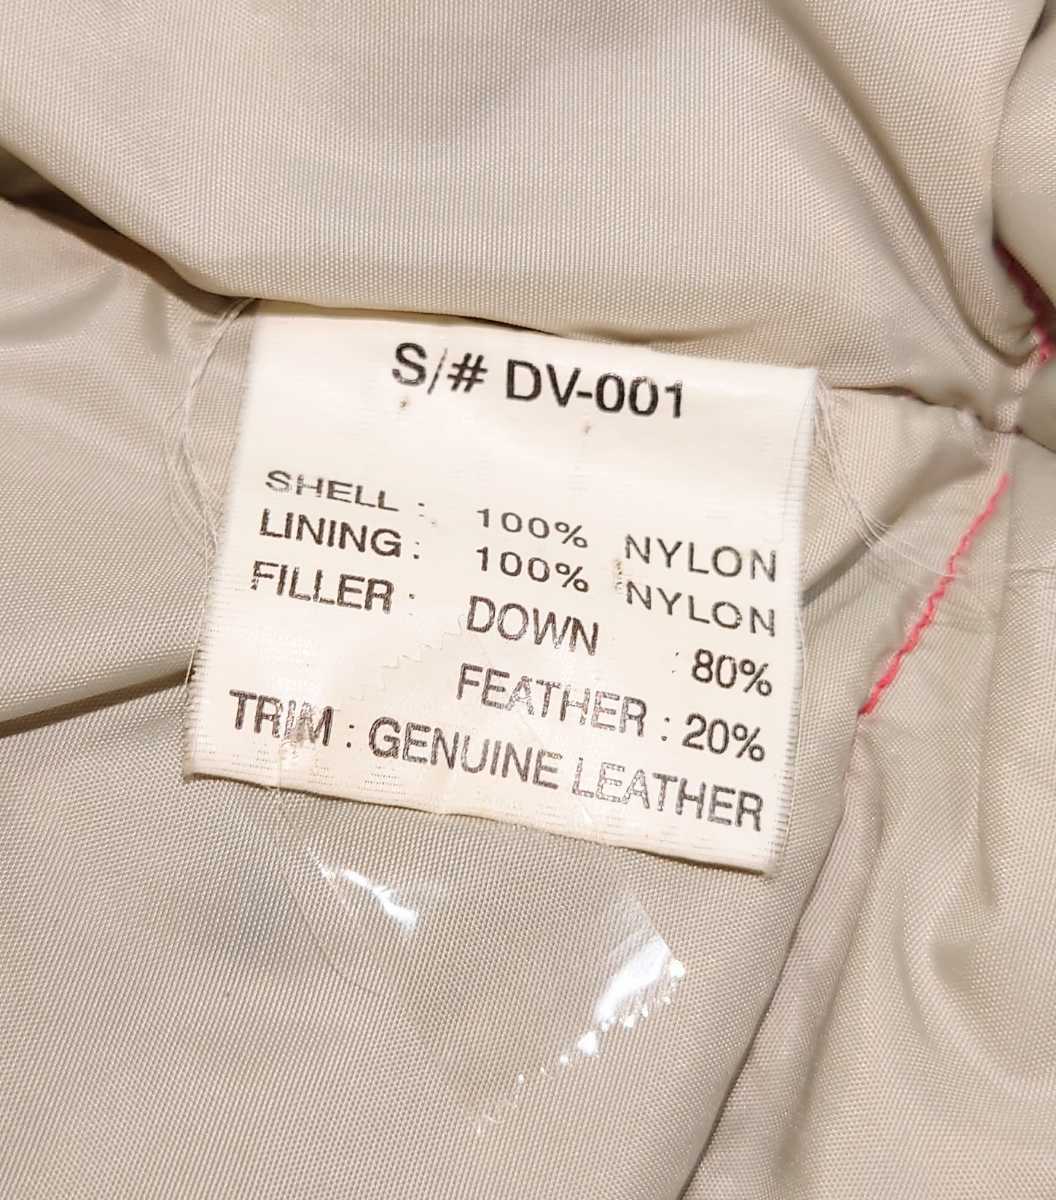 S/# DV-001
SHELL : 100% NYLON
LINING : 100% NYLON
FILLER : DOWN : 80%
FEATHER : 20%
TRIM : GENUINE LEATHER